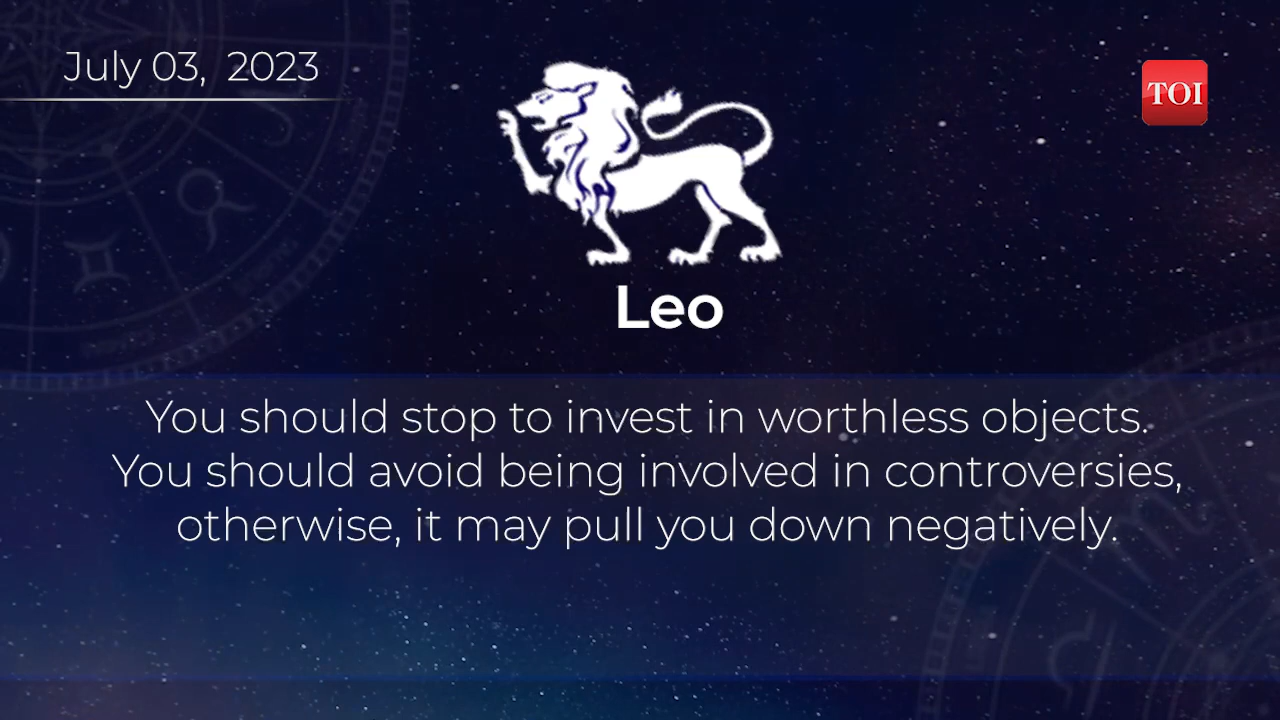 July 03, 2023
TOI
Leo
You should stop to invest in worthless objects.
You should avoid being involved in controversies,
otherwise, it may pull you down negatively.